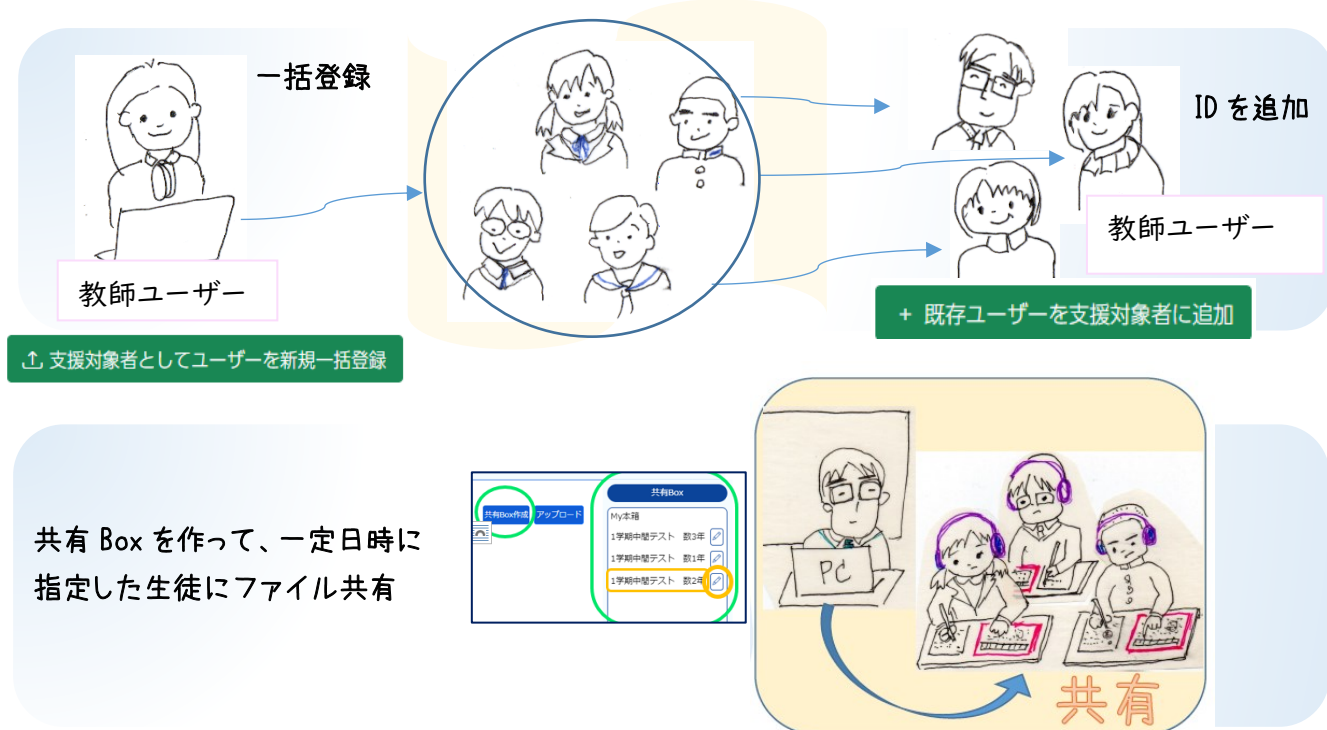 一括登録
IDを追加
教師ユーザー
教師ユーザー
支援対象者としてユーザーを新規一括登録
+ 既存ユーザーを支援対象者に追加
共有Boxを作って、一定日時に
指定した生徒にファイル共有
共有Box作成
アップロード
共有Box
My本箱
1学期中間テスト 数3年
1学期中間テスト 数1年
1学期中間テスト 数2年
PC
共有